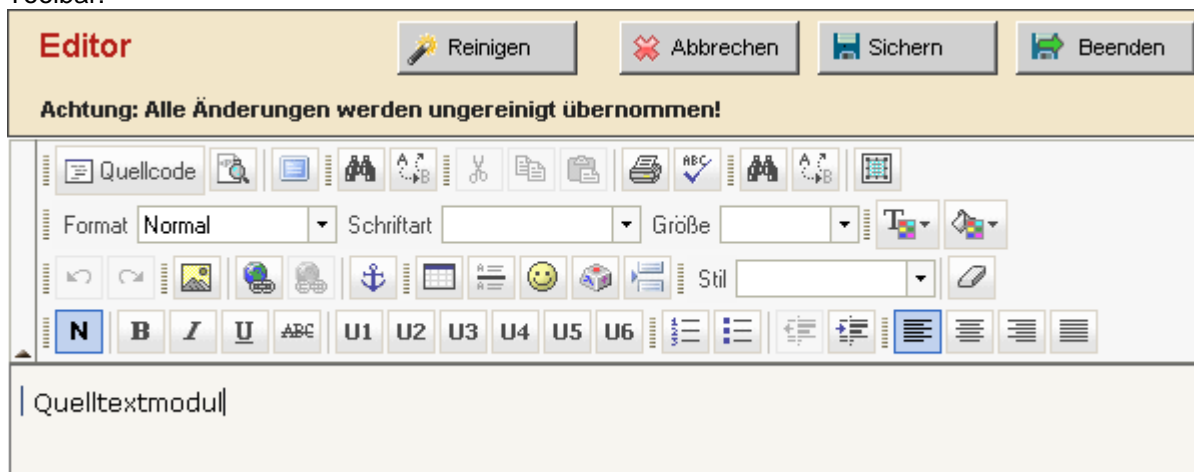 Toolbar:
Editor Reinigen Abbrechen Sichern Beenden
Achtung: Alle Änderungen werden ungereinigt übernommen!
Quellcode
Format Normal Schriftart Größe
Stil
N B I U ABC U1 U2 U3 U4 U5 U6
Quelltextmodul